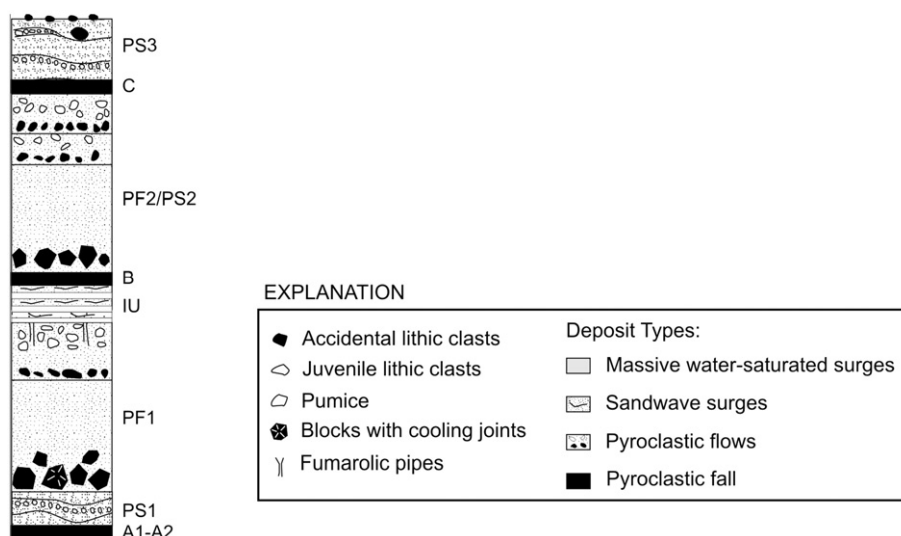 PS3
C
PF2/PS2
B
IU
PF1
PS1
A1-A2
EXPLANATION
Accidental lithic clasts
Juvenile lithic clasts
Pumice
Blocks with cooling joints
Fumarolic pipes
Deposit Types:
Massive water-saturated surges
Sandwave surges
Pyroclastic flows
Pyroclastic fall